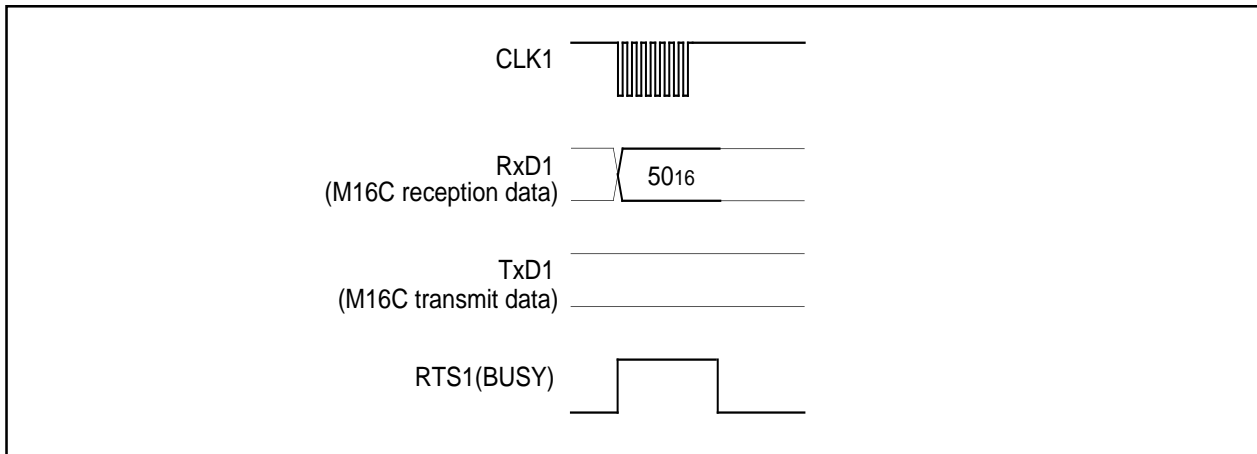 CLK1
RxD1
(M16C reception data)
5016
TxD1
(M16C transmit data)
RTS1(BUSY)